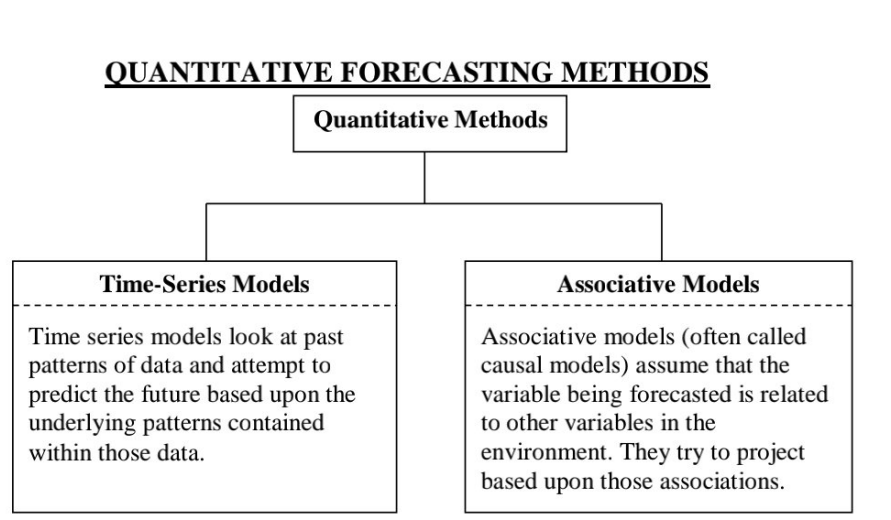 QUANTITATIVE FORECASTING METHODS
Quantitative Methods
Time-Series Models
Time series models look at past
patterns of data and attempt to
predict the future based upon the
underlying patterns contained
within those data.
Associative Models
Associative models (often called
causal models) assume that the
variable being forecasted is related
to other variables in the
environment. They try to project
based upon those associations.